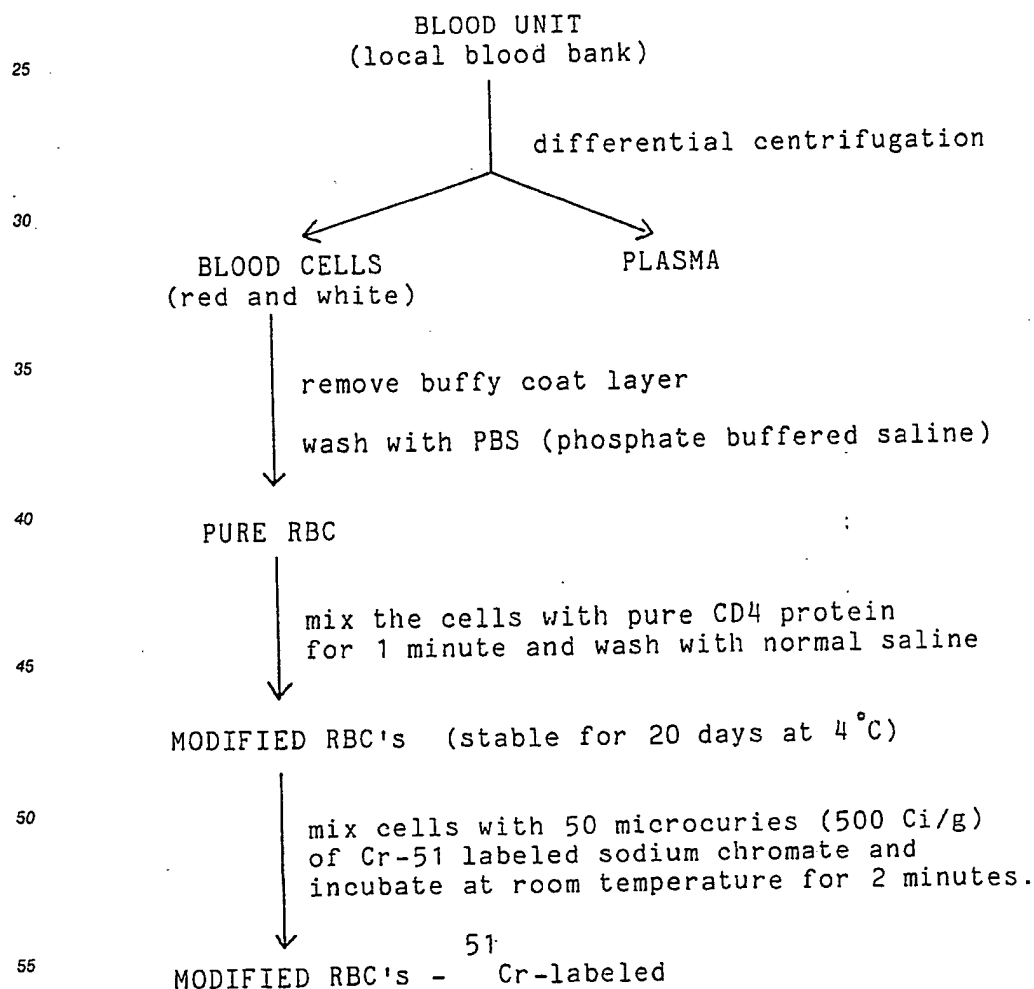 BLOOD UNIT
(local blood bank)
25
differential centrifugation
30
BLOOD CELLS
(red and white)
PLASMA
35
remove buffy coat layer
wash with PBS (phosphate buffered saline)
40
PURE RBC
mix the cells with pure CD4 protein
for 1 minute and wash with normal saline
45
MODIFIED RBC's (stable for 20 days at 4°C)
50
mix cells with 50 microcuries (500 Ci/g)
of Cr-51 labeled sodium chromate and
incubate at room temperature for 2 minutes.
55
MODIFIED RBC's - 51 Cr-labeled